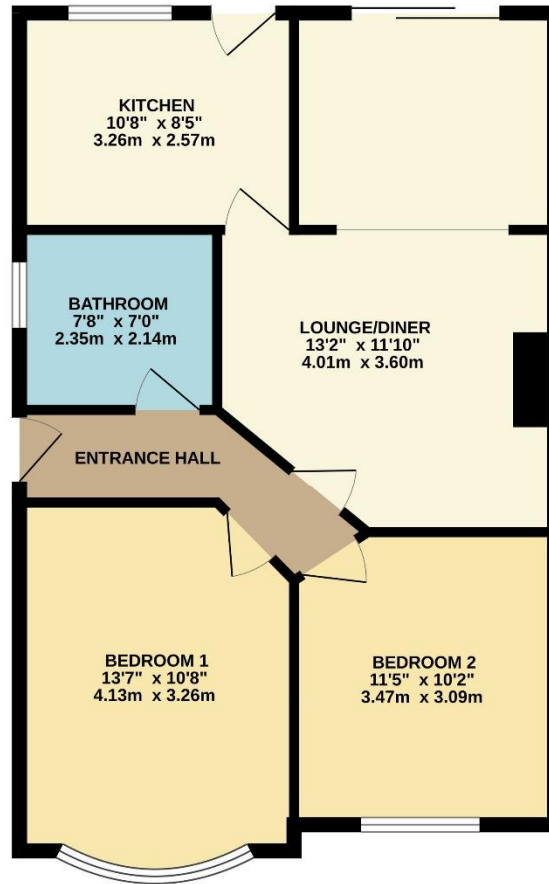 KITCHEN
10'8" x 8'5"
3.26m x 2.57m
BATHROOM
7'8" x 7'0"
2.35m x 2.14m
LOUNGE/DINER
13'2" x 11'10"
4.01m x 3.60m
ENTRANCE HALL
BEDROOM 1
13'7" x 10'8"
4.13m x 3.26m
BEDROOM 2
11'5" x 10'2"
3.47m x 3.09m